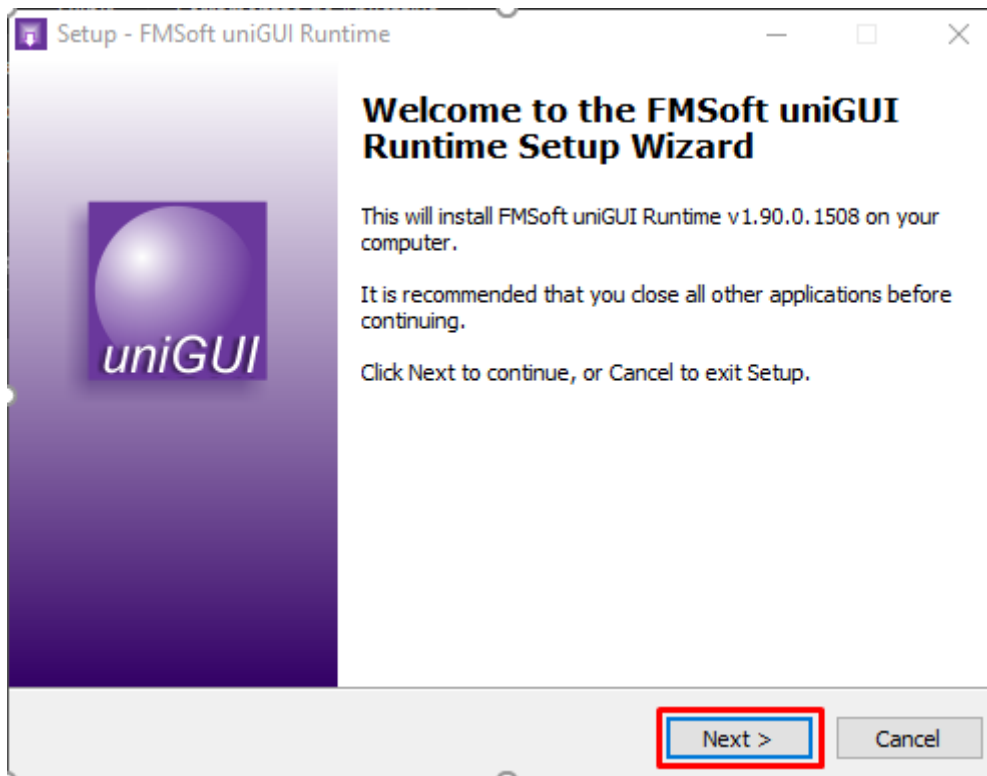 Setup - FMSoft uniGUI Runtime
Welcome to the FMSoft uniGUI
Runtime Setup Wizard
This will install FMSoft uniGUI Runtime v1.90.0.1508 on your
computer.
It is recommended that you close all other applications before
continuing.
Click Next to continue, or Cancel to exit Setup.
uniGUI
Next >
Cancel